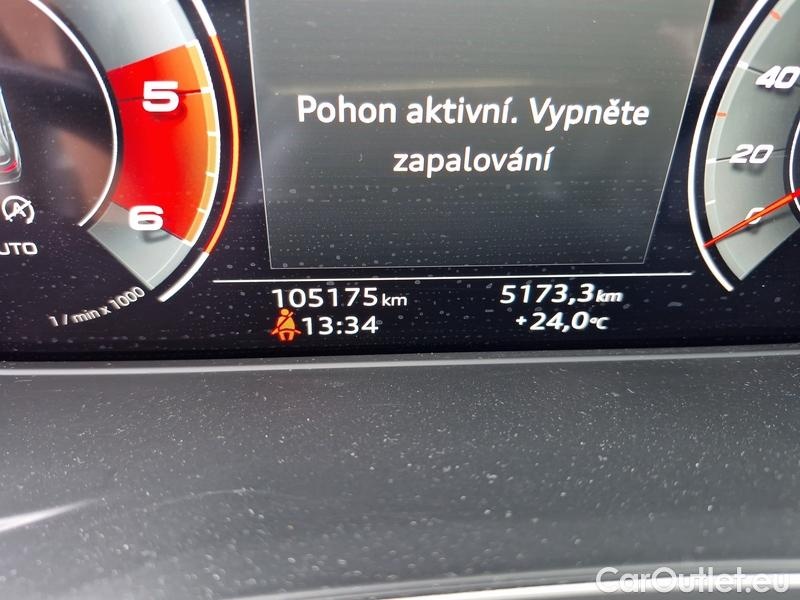 Pohon aktivní. Vypněte
zapalování
5
6
UTO
1 / min x 1000
40
20
0
105175 km
5173,3 km
13:34
+24,0°C
CarOutlet.eu